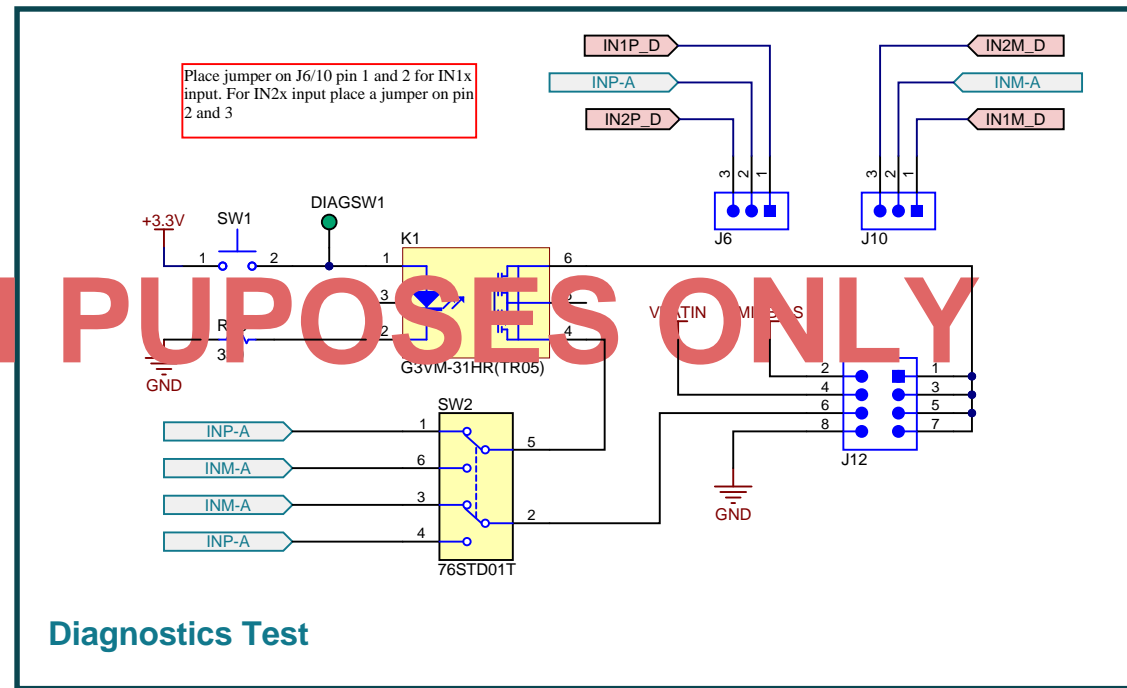 IN1P_D
IN2M_D
Place jumper on J6/10 pin 1 and 2 for IN1x
input. For IN2x input place a jumper on pin
2 and 3
INP-A
INM-A
IN2P_D
IN1M_D
3 2 1
3 2 1
J6
J10
DIAGSW1
+3.3V
SW1
K1
1 2
1
6
3
5
2
4
PUPOSES ONLY
GND
G3VM-31HR(TR05)
2 1
4 3
6 5
8 7
J12
SW2
INP-A 1
5
INM-A 6
INM-A 3
2
INP-A 4
GND
76STD01T
Diagnostics Test